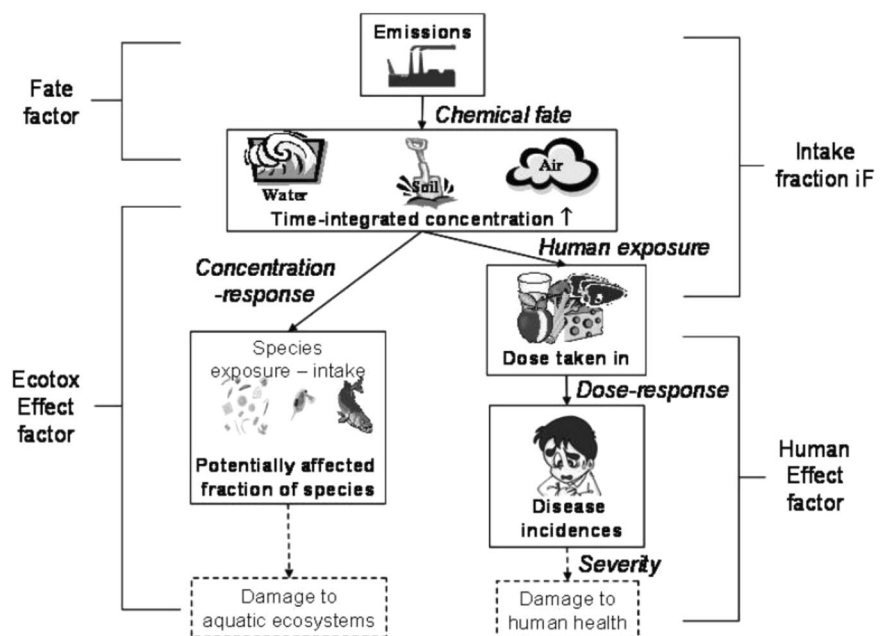 Emissions
Fate
factor
Chemical fate
Water
Soil
Air
Time-integrated concentration ↑
Intake
fraction iF
Concentration
-response
Human exposure
Species
exposure – intake
Dose taken in
Ecotox
Effect
factor
Dose-response
Potentially affected
fraction of species
Disease
incidences
Human
Effect
factor
Severity
Damage to
aquatic ecosystems
Damage to
human health